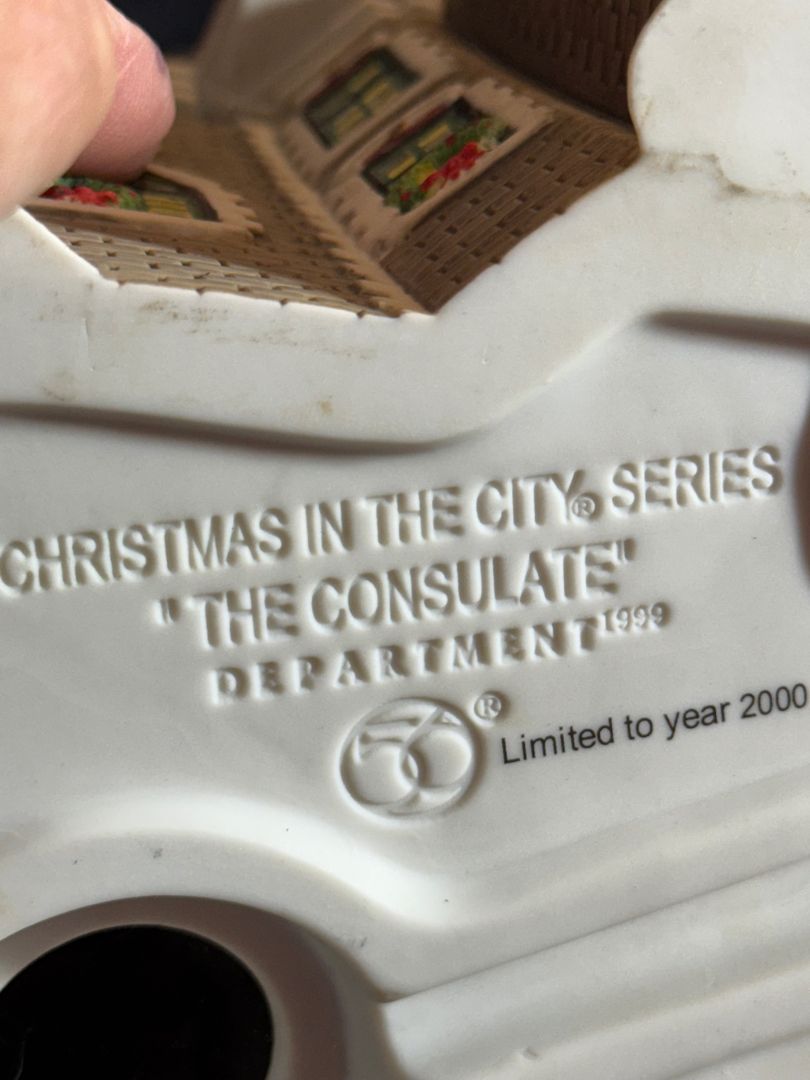 CHRISTMAS IN THE CITY® SERIES
"THE CONSULATE"
DEPARTMENT 1999
56®
Limited to year 2000